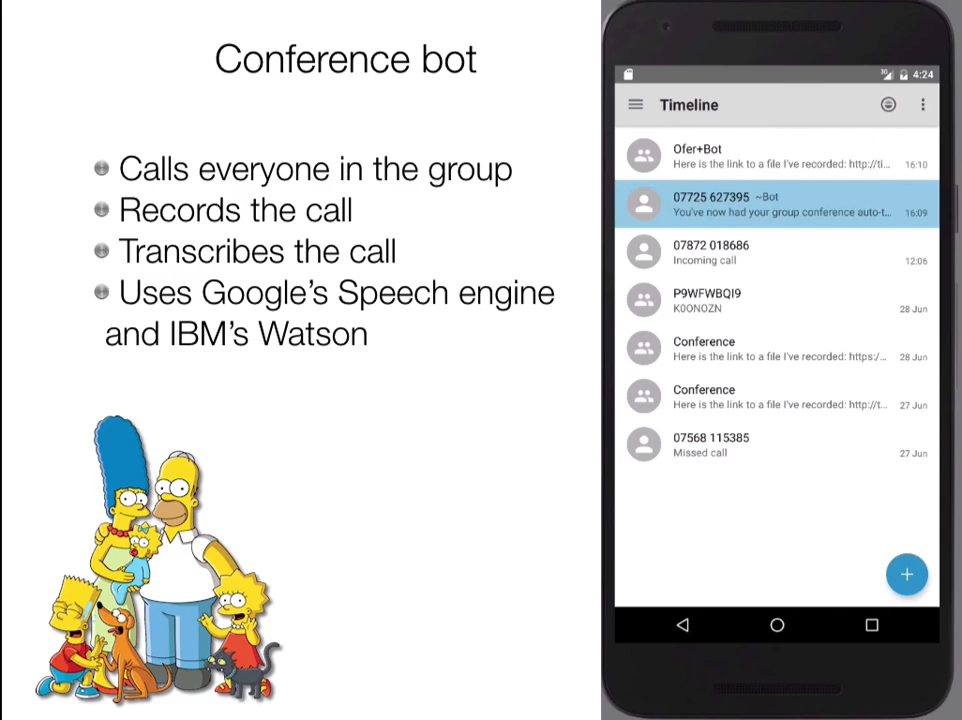 Conference bot
Calls everyone in the group
Records the call
Transcribes the call
Uses Google's Speech engine
and IBM's Watson
3G 4:24
Timeline
Ofer+Bot
Here is the link to a file I've recorded: http://ti... 16:10
07725 627395 ~Bot
You've now had your group conference auto-t... 16:09
07872 018686
Incoming call 12:06
P9WFWBQI9
K0ONOZN 28 Jun
Conference
Here is the link to a file I've recorded: https:/... 28 Jun
Conference
Here is the link to a file I've recorded: http://t... 27 Jun
07568 115385
Missed call 27 Jun